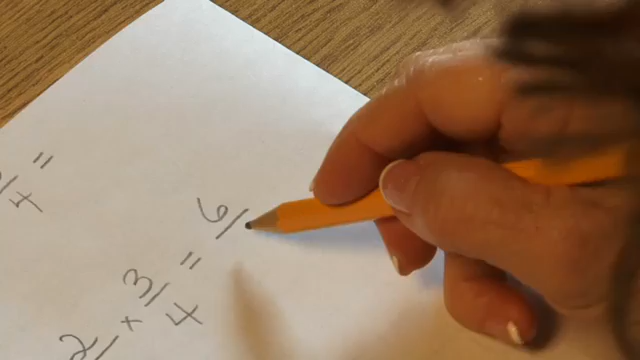 /4 =
2/ × 3/4 = 6/